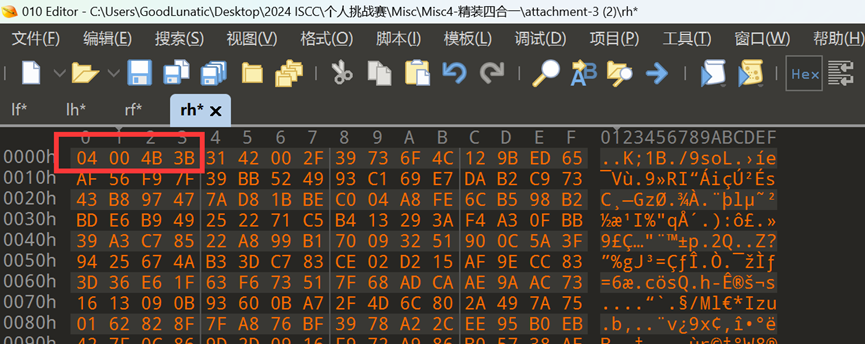 010 Editor - C:\Users\GoodLunatic\Desktop\2024 ISCC\个人挑战赛\Misc\Misc4-精装四合一\attachment-3 (2)\rh*
文件(F) 编辑(E) 搜索(S) 视图(V) 格式(O) 脚本(I) 模板(L) 调试(D) 项目(P) 工具(T) 窗口(W) 帮助(H)
Hex
lf* lh* rf* rh*
0 1 2 3 4 5 6 7 8 9 A B C D E F 0123456789ABCDEF
0000h 04 00 4B 3B 31 42 00 2F 39 73 6F 4C 12 9B ED 65 ..K;1B./9soL.›íe
0010h AF 56 F9 7F 39 BB 52 49 93 C1 69 E7 DA B2 C9 73 ¯Vù.9»RI“ÁiçÚ²És
0020h 43 B8 97 47 7A D8 1B BE C0 04 A8 FE 6C B5 98 B2 C¸—GzØ.¾À.¨þlµ˜²
0030h BD E6 B9 49 25 22 71 C5 B4 13 29 3A F4 A3 0F BB ½æ¹I%"qÅ´.):ô£.»
0040h 39 A3 C7 85 22 A8 99 B1 70 09 32 51 90 0C 5A 3F 9£Ç…"¨™±p.2Q..Z?
0050h 94 25 67 4A B3 3D C7 83 CE 02 D2 15 AF 9E CC 83 ”%gJ³=ÇƒÎ.Ò.¯žÌƒ
0060h 3D 36 E6 1F 63 F6 73 51 7F 68 AD CA AE 9A AC 73 =6æ.cösQ.h-Ê®š¬s
0070h 16 13 09 0B 93 60 0B A7 2F 4D 6C 80 2A 49 7A 75 ....“`.§/Ml€*Izu
0080h 01 62 82 8F 7F A8 76 BF 39 78 A2 2C EE 95 B0 EB .b‚..¨v¿9x¢,î•°ë